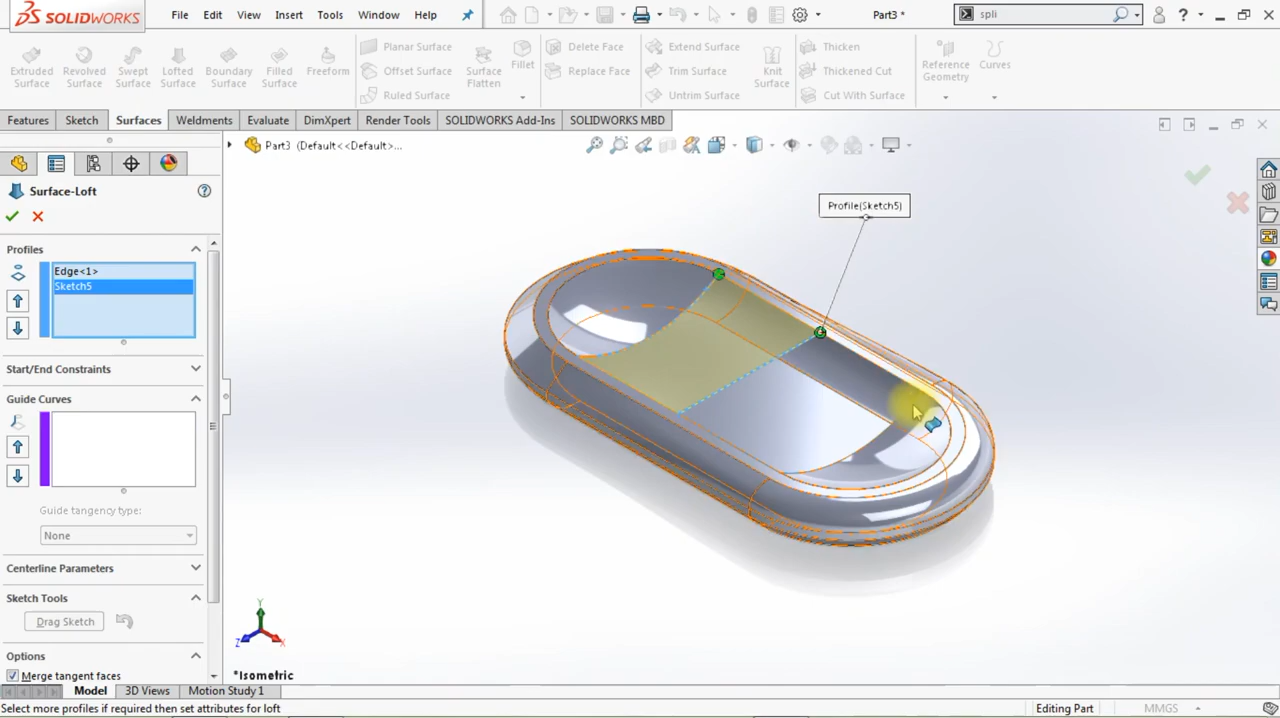 SOLIDWORKS File Edit View Insert Tools Window Help Part3 * spli ?
Extruded Surface Revolved Surface Swept Surface Lofted Surface Boundary Surface Filled Surface Freeform
Planar Surface
Offset Surface
Ruled Surface
Surface Flatten
Fillet
Delete Face
Replace Face
Extend Surface
Trim Surface
Untrim Surface
Knit Surface
Thicken
Thickened Cut
Cut With Surface
Reference Geometry
Curves
Features Sketch Surfaces Weldments Evaluate DimXpert Render Tools SOLIDWORKS Add-Ins SOLIDWORKS MBD
Part3 (Default<<Default>...
Surface-Loft ?
Profiles
Edge<1>
Sketch5
Start/End Constraints
Guide Curves
Guide tangency type:
None
Centerline Parameters
Sketch Tools
Drag Sketch
Options
Merge tangent faces
Profile(Sketch5)
Y
Z X
*Isometric
Model 3D Views Motion Study 1
Select more profiles if required then set attributes for loft Editing Part MMGS